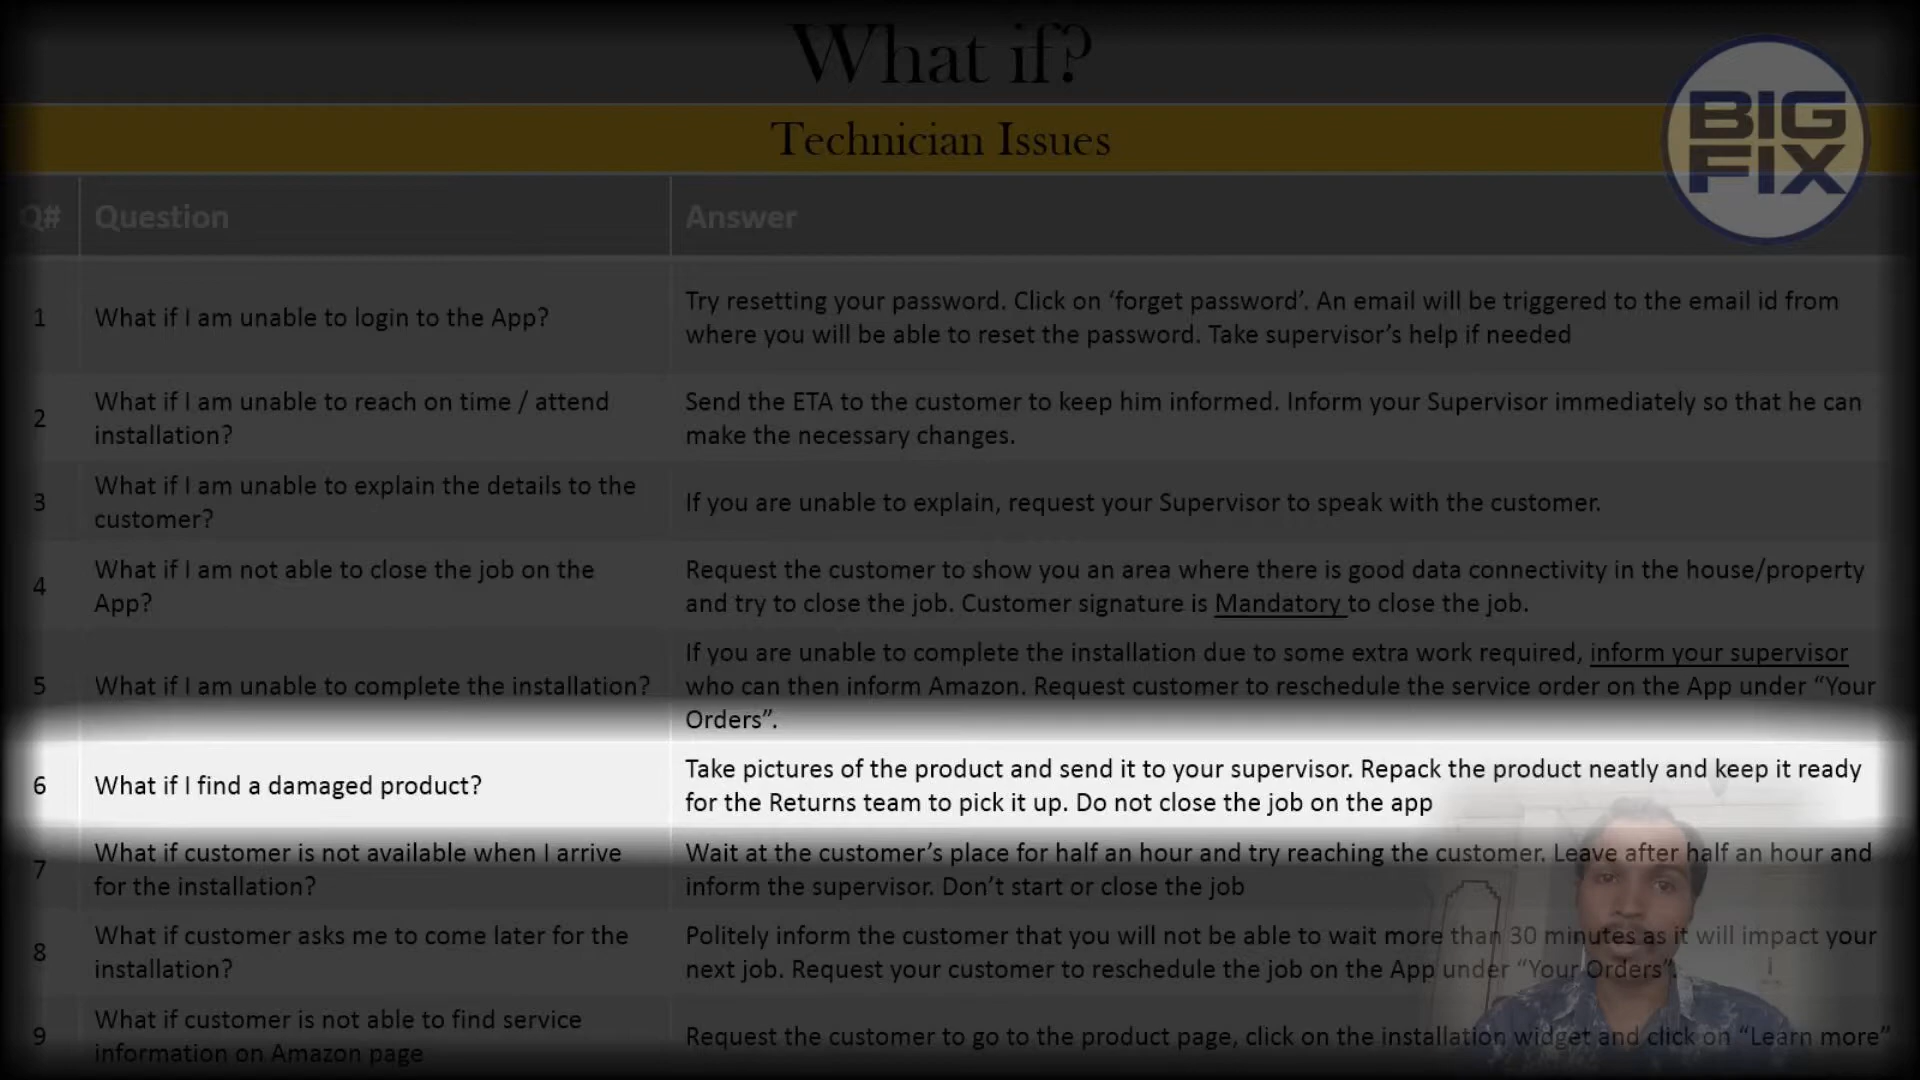 What if?
BIG
FIX
Technician Issues
Q# Question Answer
1 What if I am unable to login to the App? Try resetting your password. Click on ‘forget password’. An email will be triggered to the email id from
where you will be able to reset the password. Take supervisor’s help if needed
2 What if I am unable to reach on time / attend
installation?
Send the ETA to the customer to keep him informed. Inform your Supervisor immediately so that he can
make the necessary changes.
3 What if I am unable to explain the details to the
customer?
If you are unable to explain, request your Supervisor to speak with the customer.
4 What if I am not able to close the job on the
App?
Request the customer to show you an area where there is good data connectivity in the house/property
and try to close the job. Customer signature is Mandatory to close the job.
5 What if I am unable to complete the installation?
If you are unable to complete the installation due to some extra work required, inform your supervisor
who can then inform Amazon. Request customer to reschedule the service order on the App under “Your
Orders”.
6 What if I find a damaged product?
Take pictures of the product and send it to your supervisor. Repack the product neatly and keep it ready
for the Returns team to pick it up. Do not close the job on the app
7 What if customer is not available when I arrive
for the installation?
Wait at the customer’s place for half an hour and try reaching the customer. Leave after half an hour and
inform the supervisor. Don’t start or close the job
8 What if customer asks me to come later for the
installation?
Politely inform the customer that you will not be able to wait more than 30 minutes as it will impact your
next job. Request your customer to reschedule the job on the App under “Your Orders”.
9 What if customer is not able to find service
information on Amazon page
Request the customer to go to the product page, click on the installation widget and click on “Learn more”